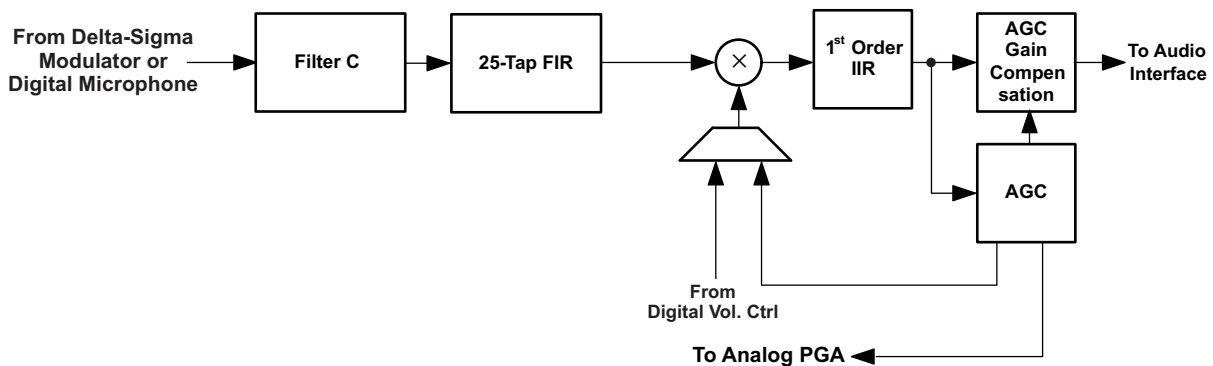 From Delta-Sigma
Modulator or
Digital Microphone
Filter C
25-Tap FIR
×
1st Order
IIR
AGC
Gain
Compen
sation
To Audio
Interface
AGC
From
Digital Vol. Ctrl
To Analog PGA